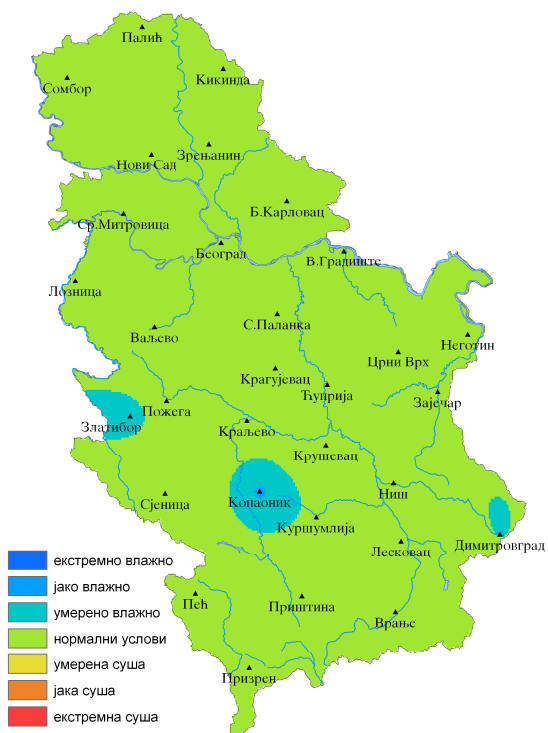 Палић
Кикинда
Сомбор
Зрењанин
Нови Сад
Б.Карловац
Ср.Митровица
Београд
В.Градиште
Лозница
С.Паланка
Ваљево
Неготин
Црни Врх
Крагујевац
Ћуприја
Зајечар
Пожега
Златибор
Краљево
Крушевац
Ниш
Сјеница
Копаоник
Куршумлија
Димитровград
Лесковац
екстремно влажно
јако влажно
умерено влажно
нормални услови
умерена суша
јака суша
екстремна суша
Пећ
Приштина
Врање
Призрен